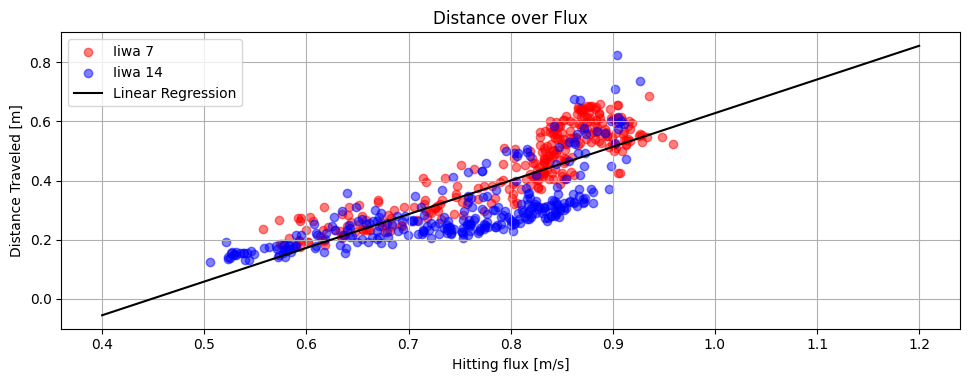 Distance over Flux
Iiwa 7
Iiwa 14
Linear Regression
Distance Traveled [m]
0.8
0.6
0.4
0.2
0.0
0.4 0.5 0.6 0.7 0.8 0.9 1.0 1.1 1.2
Hitting flux [m/s]